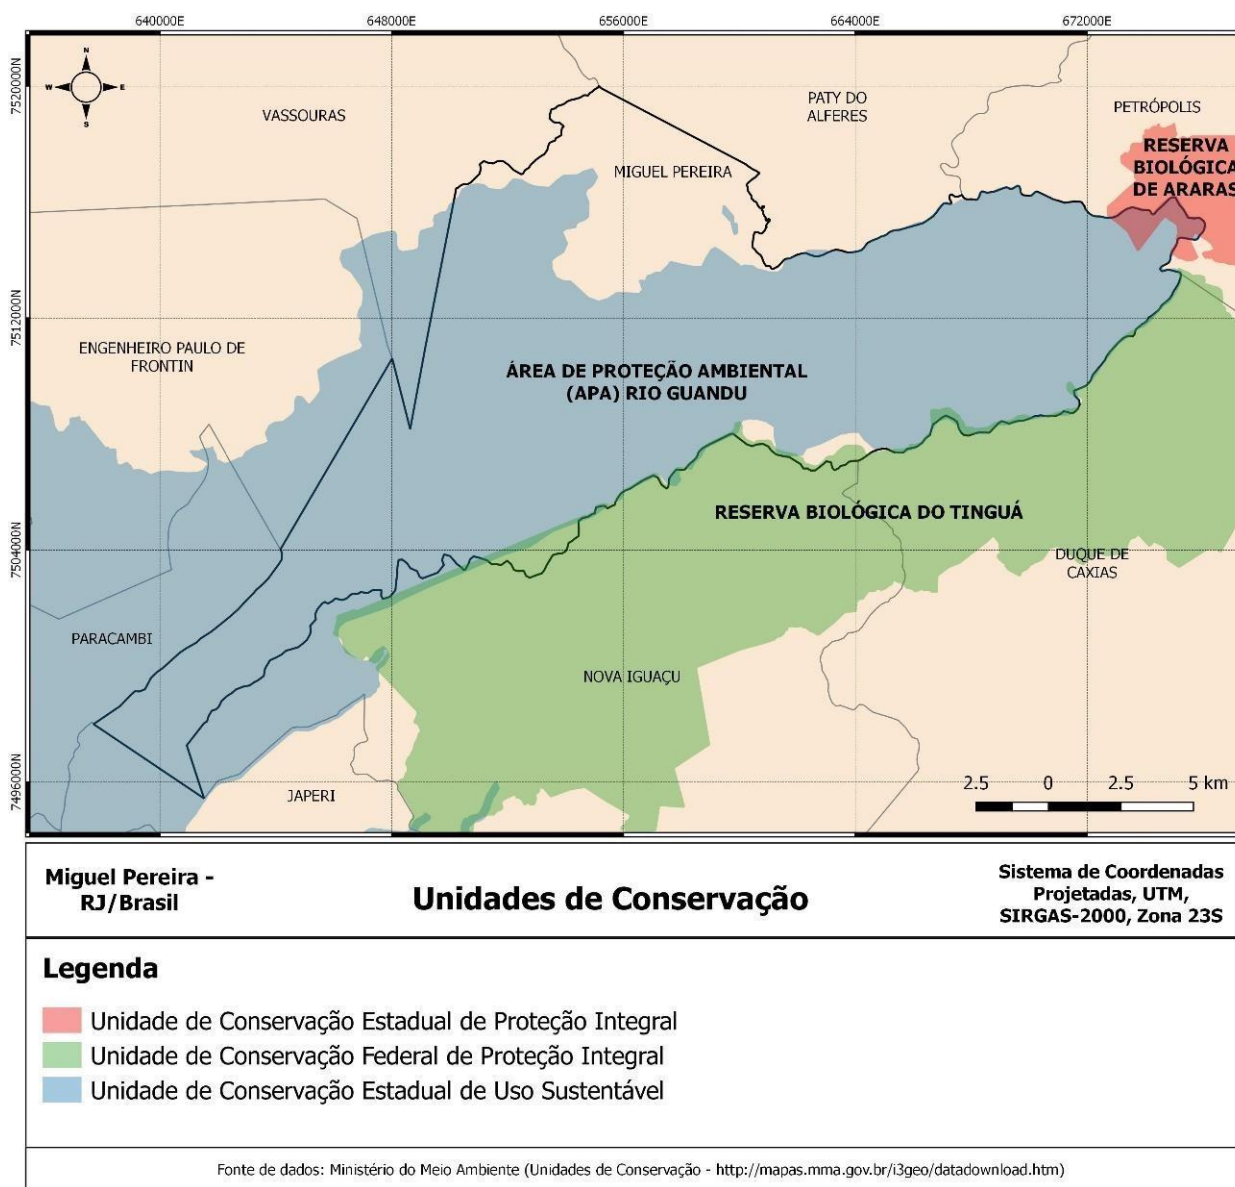 640000E
648000E
656000E
664000E
672000E
7520000N
7512000N
7504000N
7496000N
N
W
E
S
VASSOURAS
PATY DO
ALFERES
PETRÓPOLIS
MIGUEL PEREIRA
RESERVA
BIOLÓGICA
DE ARARAS
ENGENHEIRO PAULO DE
FRONTIN
ÁREA DE PROTEÇÃO AMBIENTAL
(APA) RIO GUANDU
RESERVA BIOLÓGICA DO TINGUÁ
DUQUE DE
CAXIAS
PARACAMBI
NOVA IGUAÇU
JAPERI
2.5 0 2.5 5 km
Miguel Pereira -
RJ/Brasil
Unidades de Conservação
Sistema de Coordenadas
Projetadas, UTM,
SIRGAS-2000, Zona 23S
Legenda
Unidade de Conservação Estadual de Proteção Integral
Unidade de Conservação Federal de Proteção Integral
Unidade de Conservação Estadual de Uso Sustentável
Fonte de dados: Ministério do Meio Ambiente (Unidades de Conservação - http://mapas.mma.gov.br/i3geo/datadownload.htm)